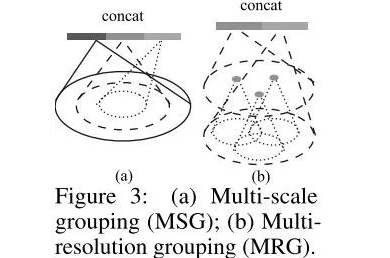 concat
concat
(a)
(b)
Figure 3: (a) Multi-scale
grouping (MSG); (b) Multi-
resolution grouping (MRG).